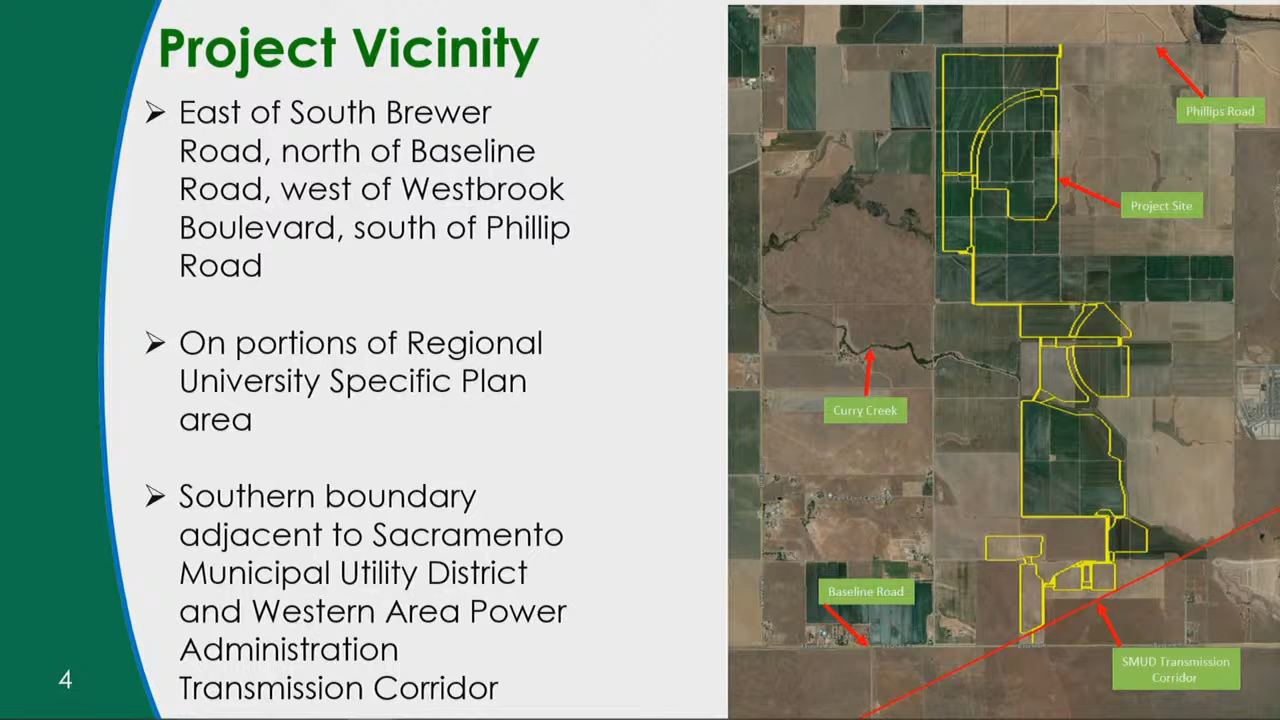 Project Vicinity
➢ East of South Brewer
Road, north of Baseline
Road, west of Westbrook
Boulevard, south of Phillip
Road
➢ On portions of Regional
University Specific Plan
area
➢ Southern boundary
adjacent to Sacramento
Municipal Utility District
and Western Area Power
Administration
Transmission Corridor
4
Phillips Road
Project Site
Curry Creek
Baseline Road
SMUD Transmission
Corridor